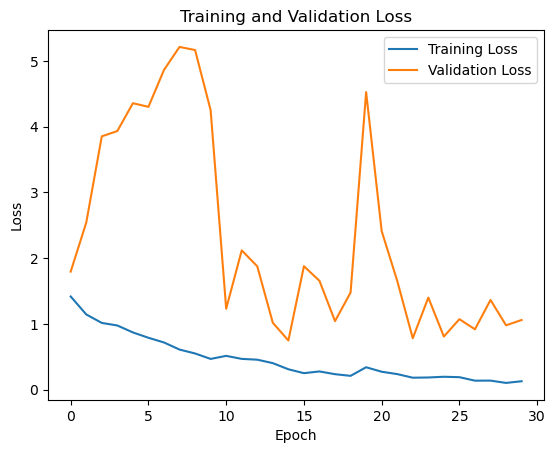 Training and Validation Loss
Training Loss
Validation Loss
5
4
3
2
1
0
Loss
0 5 10 15 20 25 30
Epoch